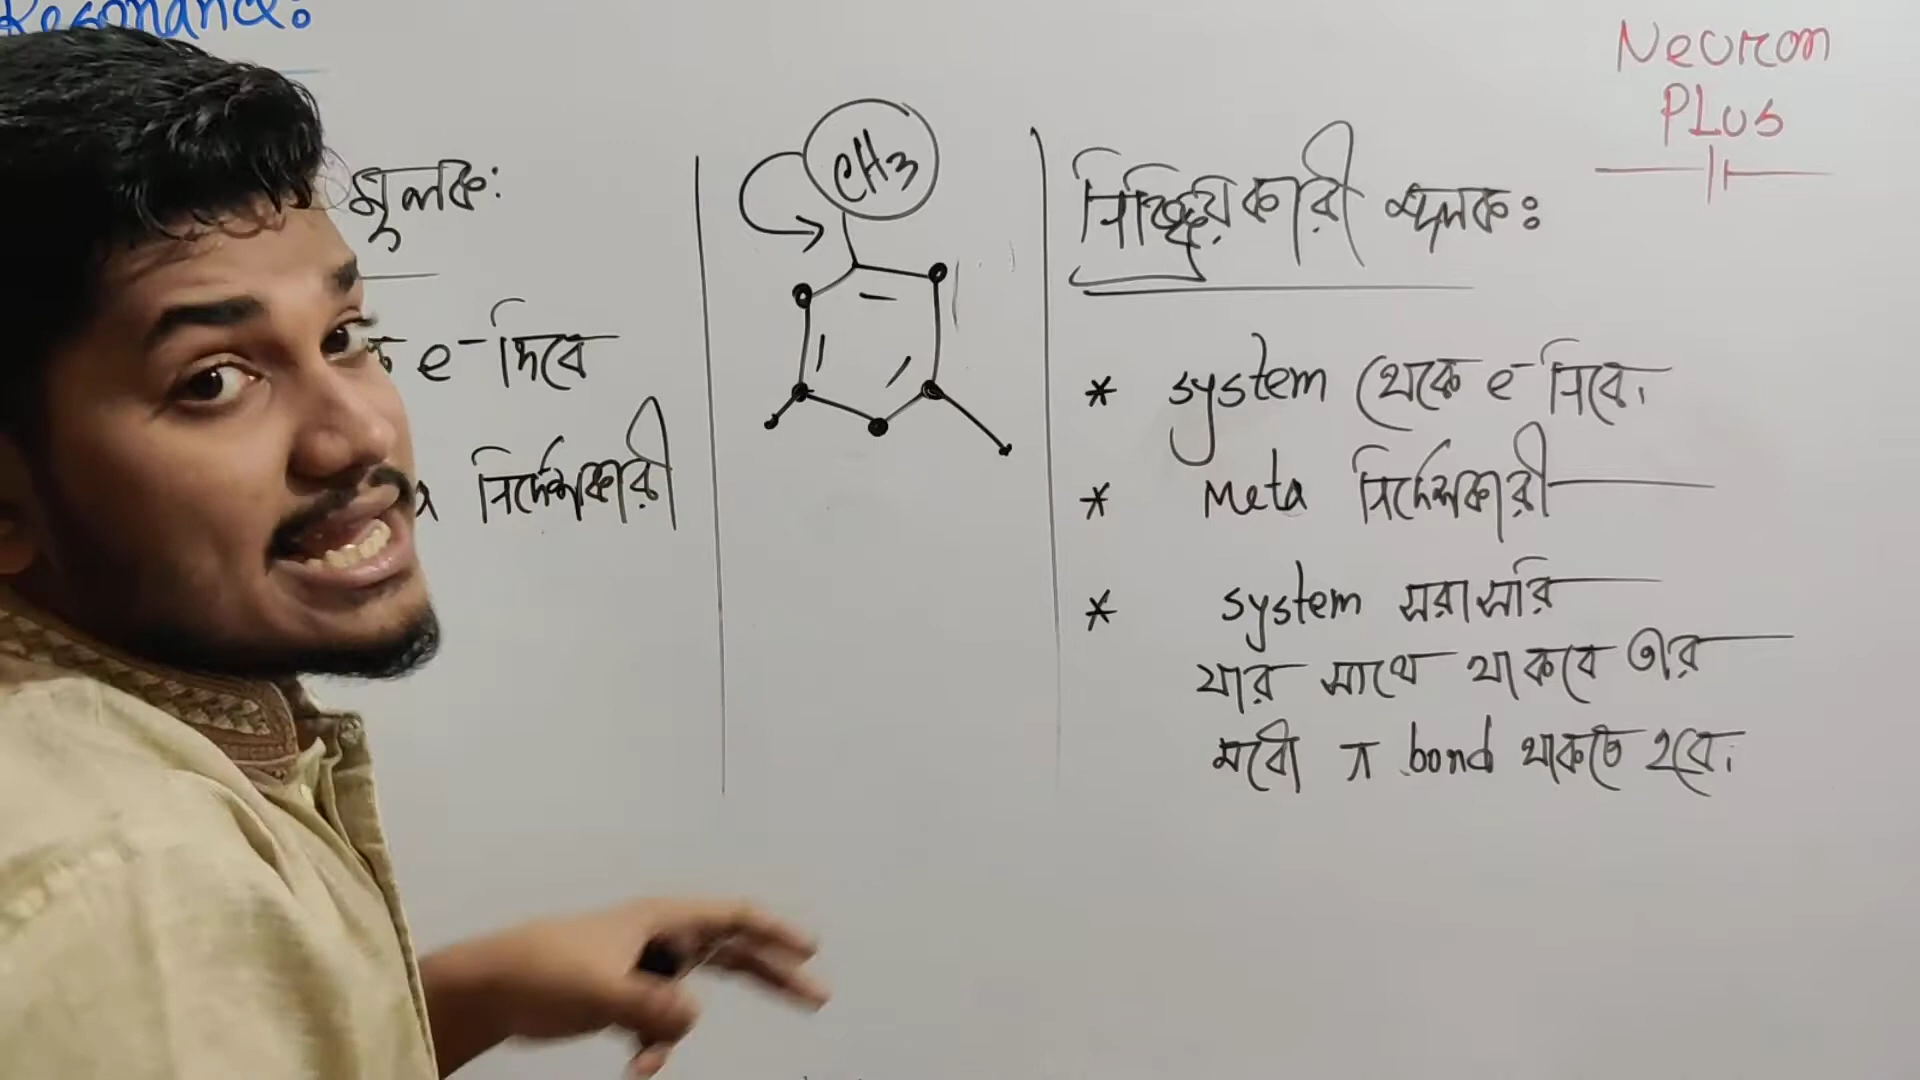 Resonance:
Neuron
PLus
মূলক:
e⁻ দিবে
নির্দেশকারী
CH3
নিষ্ক্রিয়কারী মূলক:
* system থেকে e⁻ নিবে।
* Meta নির্দেশকারী
* system সরাসরি
যার সাথে থাকবে তার
মধ্যে π bond থাকতে হবে।